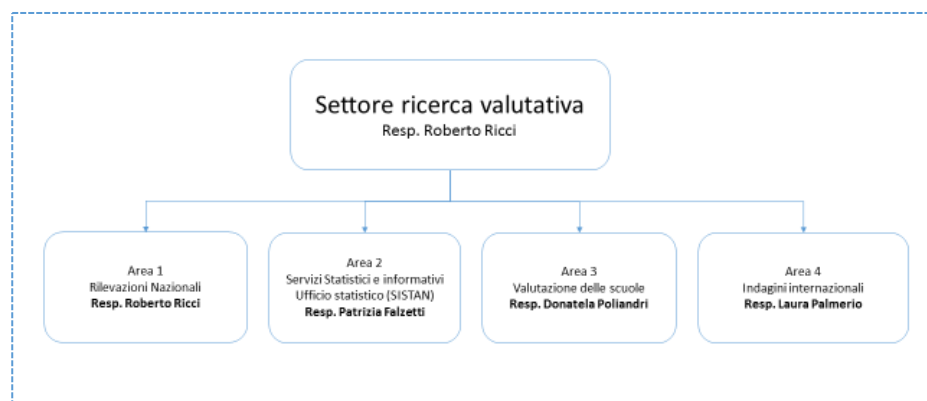 Settore ricerca valutativa
Resp. Roberto Ricci
Area 1
Rilevazioni Nazionali
Resp. Roberto Ricci
Area 2
Servizi Statistici e informativi
Ufficio statistico (SISTAN)
Resp. Patrizia Falzetti
Area 3
Valutazione delle scuole
Resp. Donatela Poliandri
Area 4
Indagini internazionali
Resp. Laura Palmerio